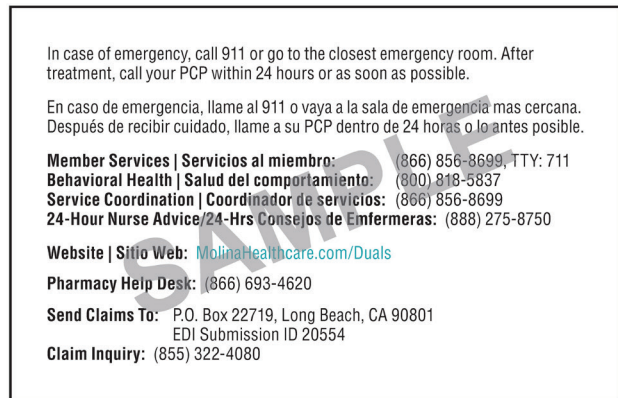 In case of emergency, call 911 or go to the closest emergency room. After
treatment, call your PCP within 24 hours or as soon as possible.
En caso de emergencia, llame al 911 o vaya a la sala de emergencia mas cercana.
Después de recibir cuidado, llame a su PCP dentro de 24 horas o lo antes posible.
Member Services | Servicios al miembro: (866) 856-8699, TTY: 711
Behavioral Health | Salud del comportamiento: (800) 818-5837
Service Coordination | Coordinador de servicios: (866) 856-8699
24-Hour Nurse Advice/24-Hrs Consejos de Emfermeras: (888) 275-8750
Website | Sitio Web: MolinaHealthcare.com/Duals
Pharmacy Help Desk: (866) 693-4620
Send Claims To: P.O. Box 22719, Long Beach, CA 90801
EDI Submission ID 20554
Claim Inquiry: (855) 322-4080
SAMPLE